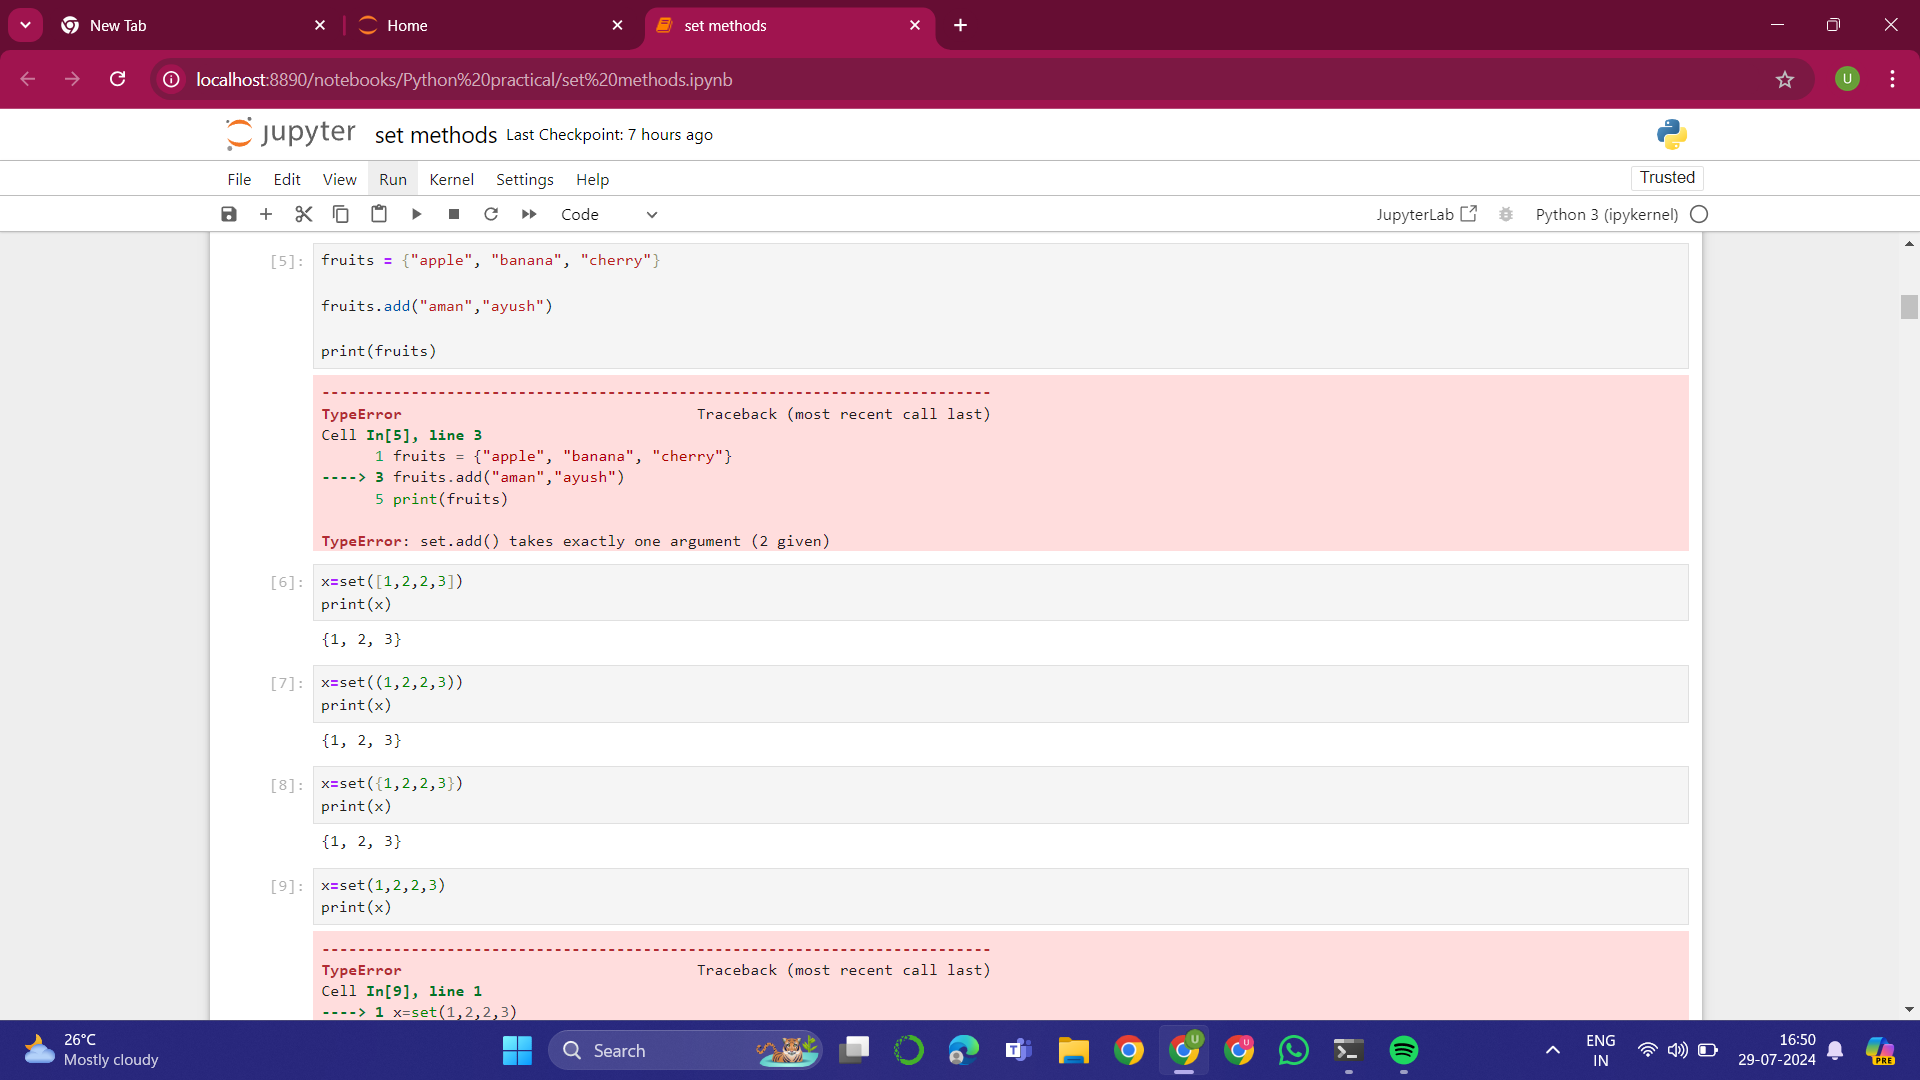 New Tab
Home
set methods
localhost:8890/notebooks/Python%20practical/set%20methods.ipynb
U
jupyter set methods Last Checkpoint: 7 hours ago
File Edit View Run Kernel Settings Help
Trusted
Code
JupyterLab
Python 3 (ipykernel)
[5]:
fruits = {"apple", "banana", "cherry"}
fruits.add("aman","ayush")
print(fruits)
---------------------------------------------------------------------------
TypeError                                 Traceback (most recent call last)
Cell In[5], line 3
      1 fruits = {"apple", "banana", "cherry"}
----> 3 fruits.add("aman","ayush")
      5 print(fruits)
TypeError: set.add() takes exactly one argument (2 given)
[6]:
x=set([1,2,2,3])
print(x)
{1, 2, 3}
[7]:
x=set((1,2,2,3))
print(x)
{1, 2, 3}
[8]:
x=set({1,2,2,3})
print(x)
{1, 2, 3}
[9]:
x=set(1,2,2,3)
print(x)
---------------------------------------------------------------------------
TypeError                                 Traceback (most recent call last)
Cell In[9], line 1
----> 1 x=set(1,2,2,3)
26°C
Mostly cloudy
Search
U
U
ENG
IN
16:50
29-07-2024
PRE